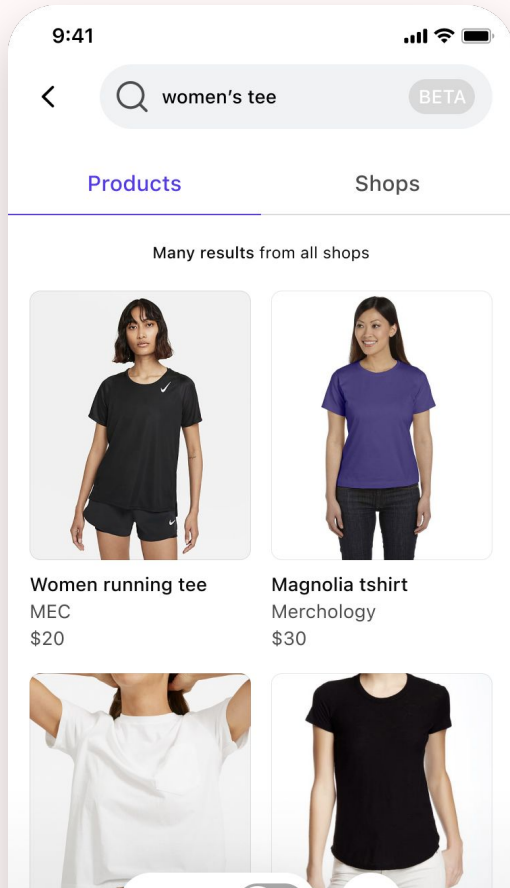 9:41
women’s tee BETA
Products Shops
Many results from all shops
Women running tee
MEC
$20
Magnolia tshirt
Merchology
$30